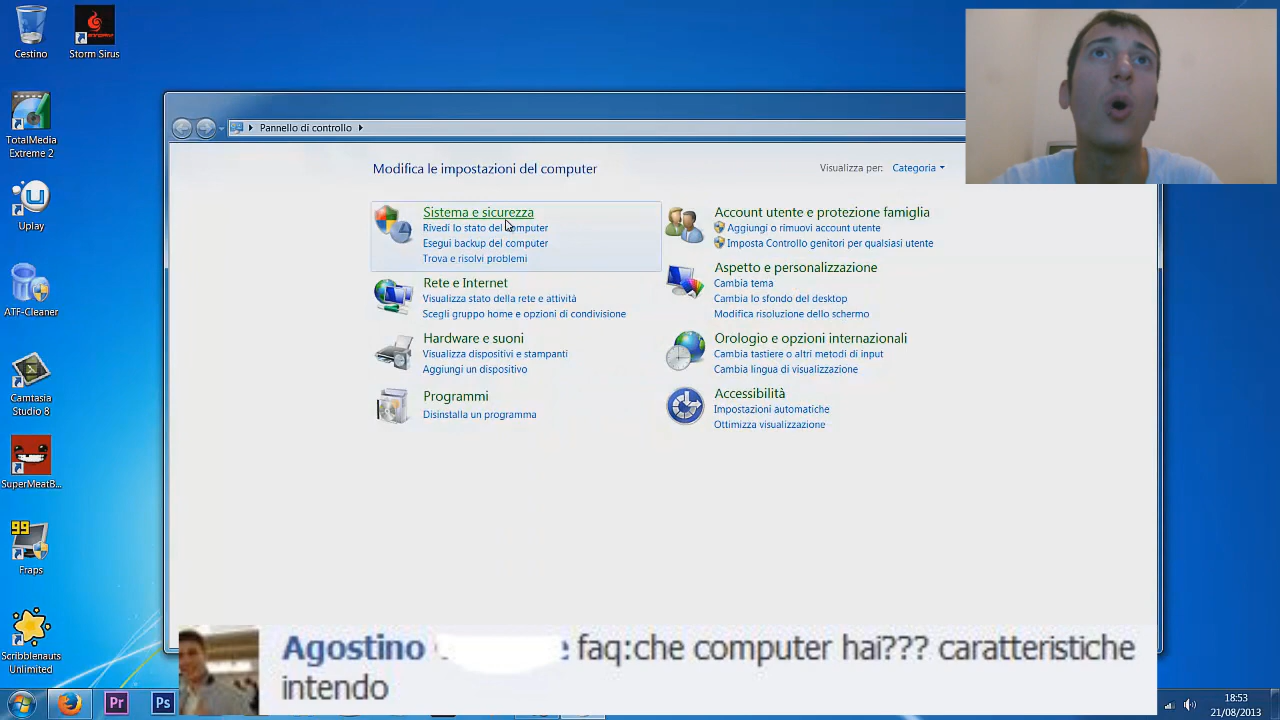 Cestino
Storm Sirus
TotalMedia
Extreme 2
Uplay
ATF-Cleaner
Camtasia
Studio 8
SuperMeatB...
99
Fraps
Scribblenauts
Unlimited
Pannello di controllo
Modifica le impostazioni del computer
Visualizza per: Categoria
Sistema e sicurezza
Rivedi lo stato del computer
Esegui backup del computer
Trova e risolvi problemi
Rete e Internet
Visualizza stato della rete e attività
Scegli gruppo home e opzioni di condivisione
Hardware e suoni
Visualizza dispositivi e stampanti
Aggiungi un dispositivo
Programmi
Disinstalla un programma
Account utente e protezione famiglia
Aggiungi o rimuovi account utente
Imposta Controllo genitori per qualsiasi utente
Aspetto e personalizzazione
Cambia tema
Cambia lo sfondo del desktop
Modifica risoluzione dello schermo
Orologio e opzioni internazionali
Cambia tastiere o altri metodi di input
Cambia lingua di visualizzazione
Accessibilità
Impostazioni automatiche
Ottimizza visualizzazione
Agostino faq:che computer hai??? caratteristiche
intendo
Pr
Ps
18:53
21/08/2013